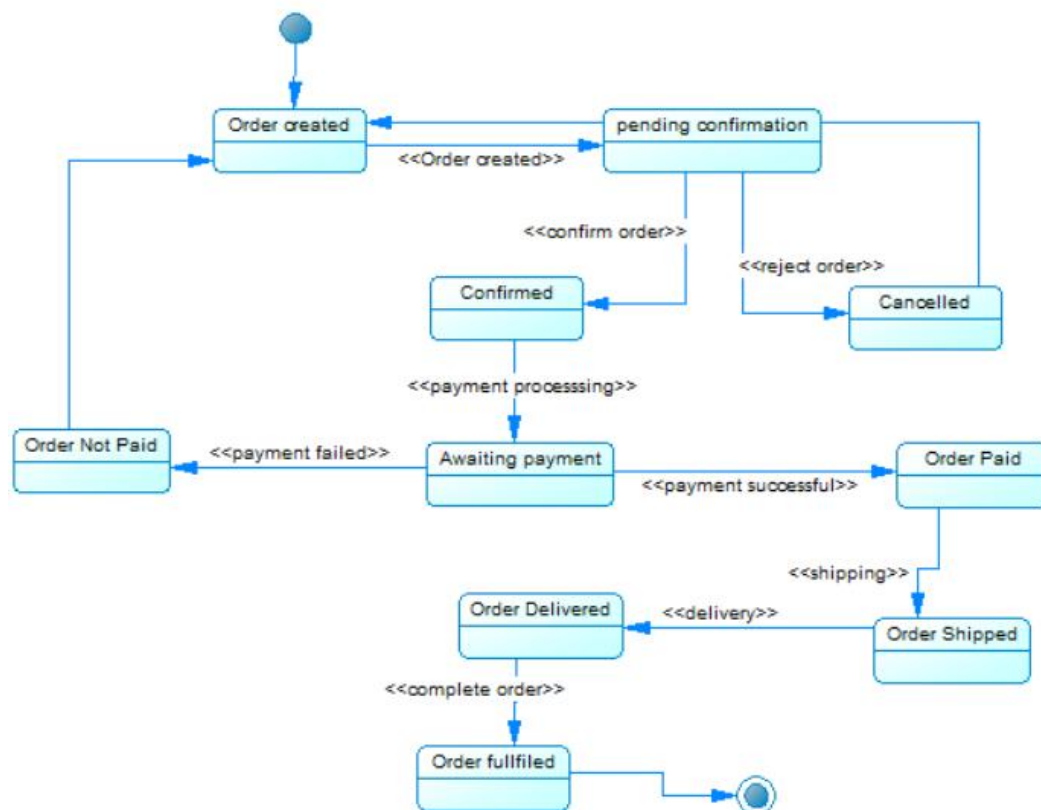 Order created
pending confirmation
<<Order created>>
<<confirm order>>
<<reject order>>
Confirmed
Cancelled
<<payment processsing>>
Order Not Paid
<<payment failed>>
Awaiting payment
<<payment successful>>
Order Paid
<<shipping>>
Order Delivered
<<delivery>>
Order Shipped
<<complete order>>
Order fullfiled